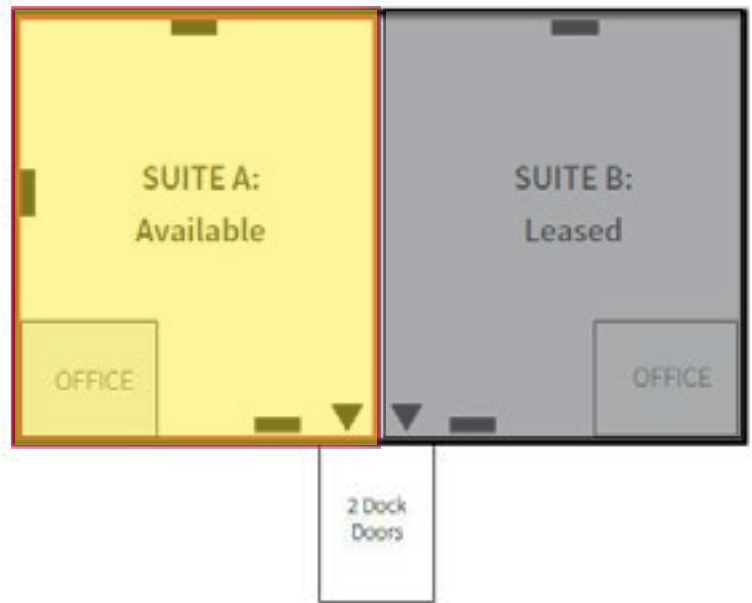 SUITE A:
Available
SUITE B:
Leased
OFFICE
OFFICE
2 Dock
Doors